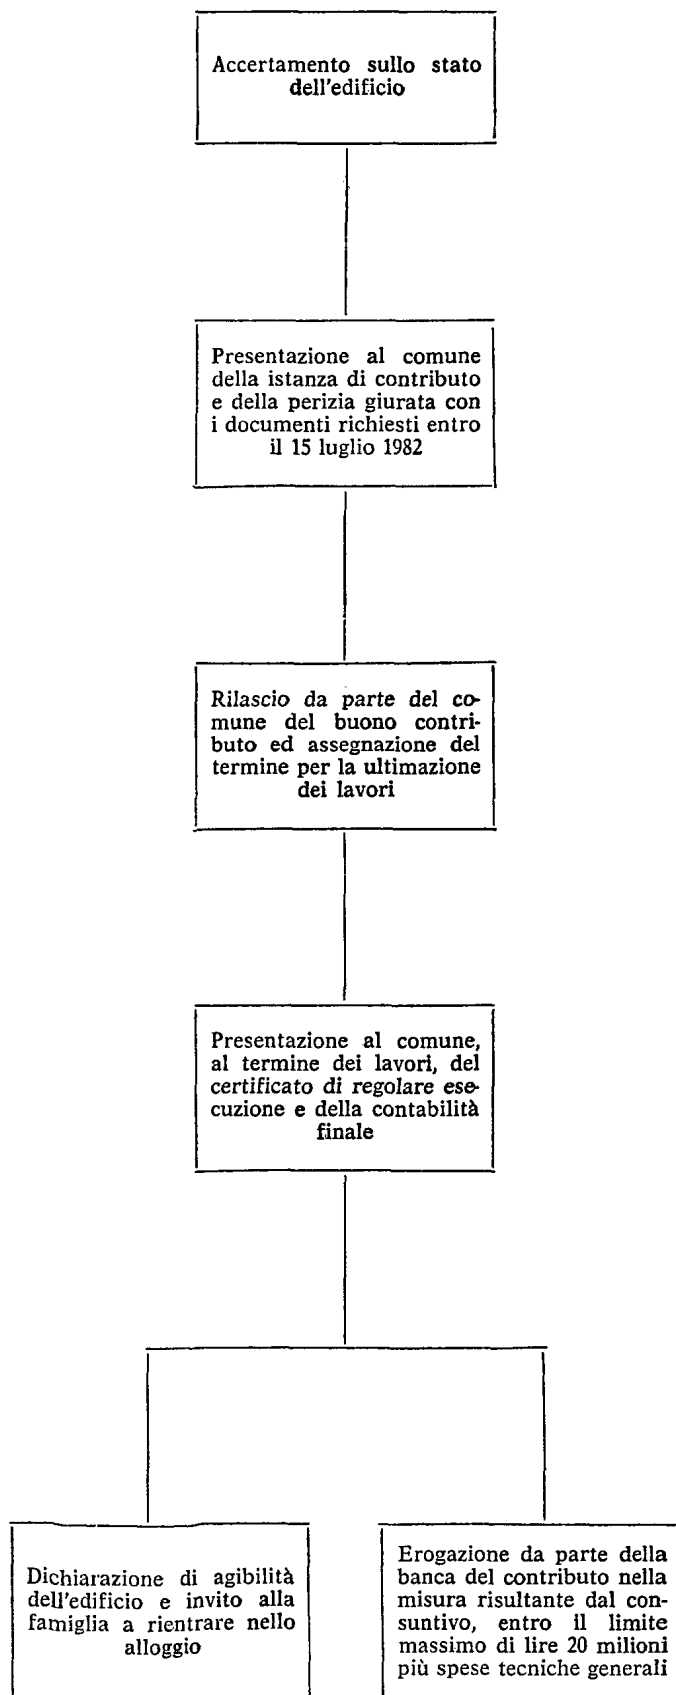 Accertamento sullo stato
dell'edificio
Presentazione al comune
della istanza di contributo
e della perizia giurata con
i documenti richiesti entro
il 15 luglio 1982
Rilascio da parte del co-
mune del buono contri-
buto ed assegnazione del
termine per la ultimazione
dei lavori
Presentazione al comune,
al termine dei lavori, del
certificato di regolare ese-
cuzione e della contabilità
finale
Dichiarazione di agibilità
dell'edificio e invito alla
famiglia a rientrare nello
alloggio
Erogazione da parte della
banca del contributo nella
misura risultante dal con-
suntivo, entro il limite
massimo di lire 20 milioni
più spese tecniche generali